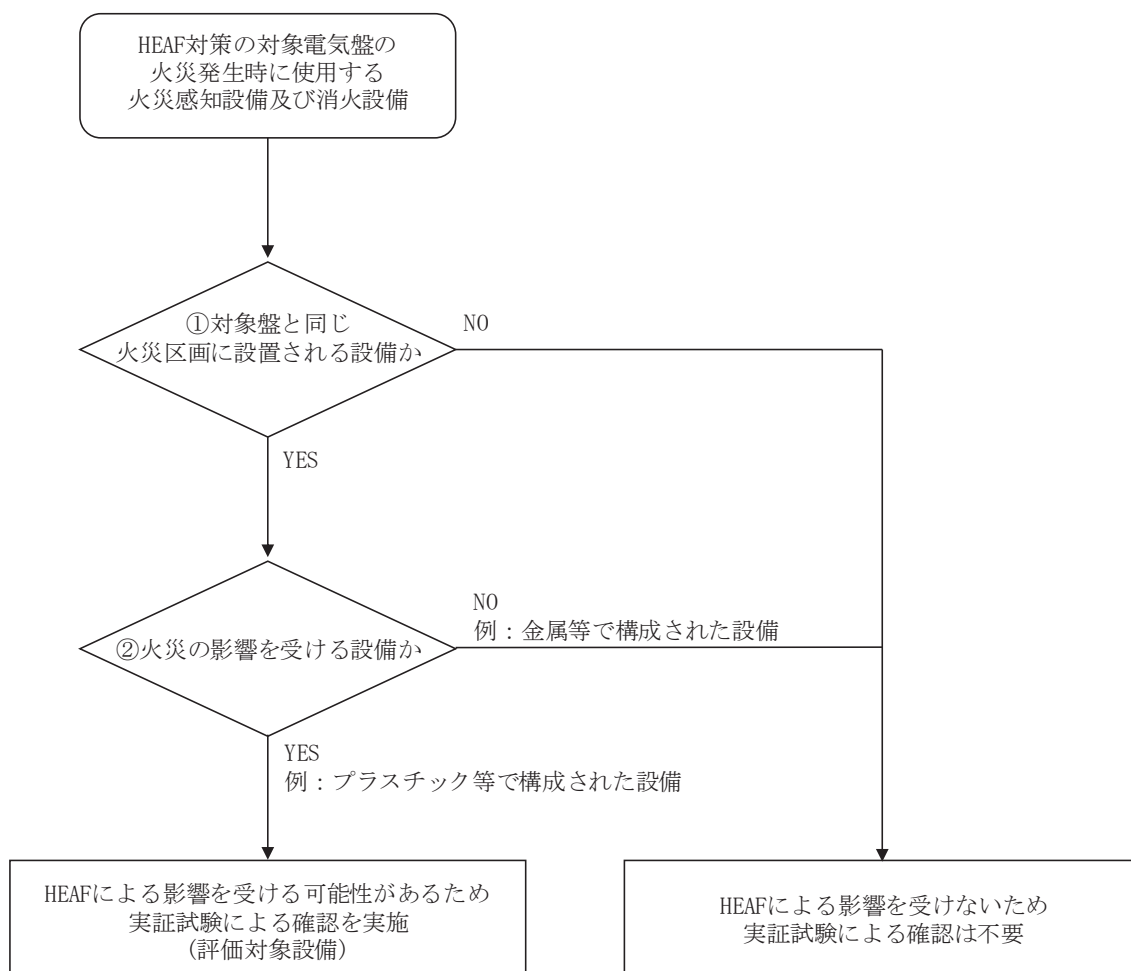 HEAF対策の対象電気盤の
火災発生時に使用する
火災感知設備及び消火設備
①対象盤と同じ
火災区画に設置される設備か
NO
YES
②火災の影響を受ける設備か
NO
例：金属等で構成された設備
YES
例：プラスチック等で構成された設備
HEAFによる影響を受ける可能性があるため
実証試験による確認を実施
(評価対象設備)
HEAFによる影響を受けないため
実証試験による確認は不要